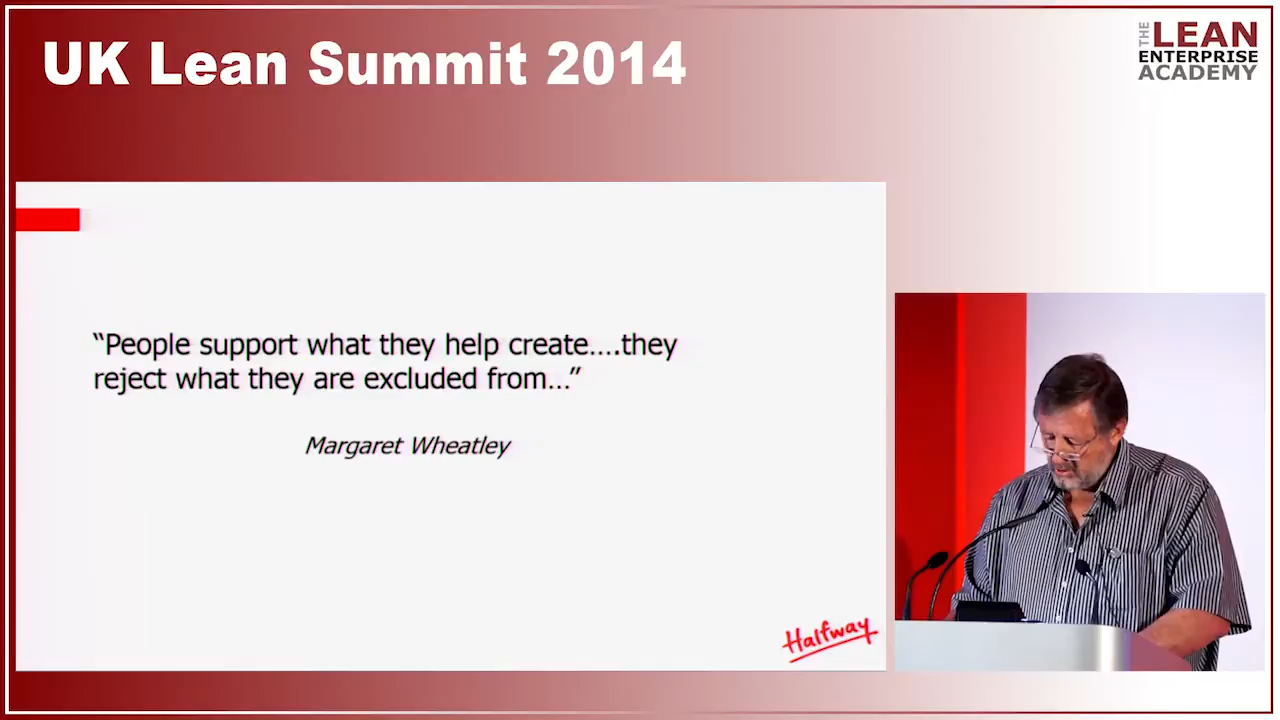 UK Lean Summit 2014
THE
LEAN
ENTERPRISE
ACADEMY
“People support what they help create....they
reject what they are excluded from...”
Margaret Wheatley
Halfway